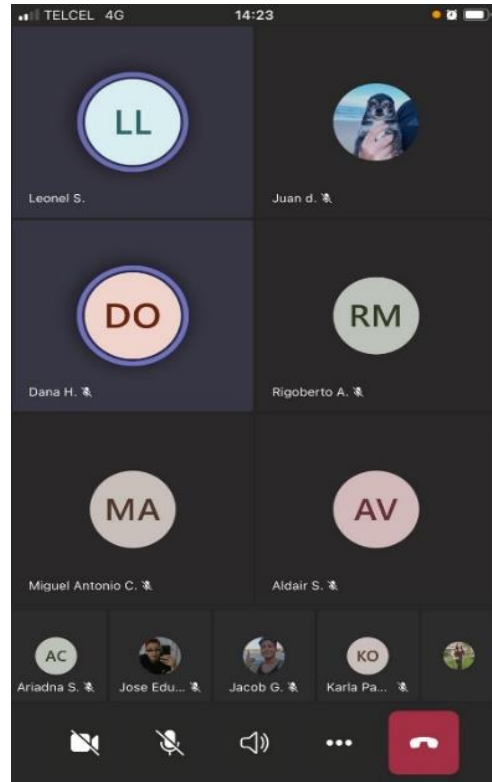 TELCEL 4G 14:23
LL
Leonel S. Juan d.
DO RM
Dana H. Rigoberto A.
MA AV
Miguel Antonio C. Aldair S.
AC KO
Ariadna S. Jose Edu... Jacob G. Karla Pa...